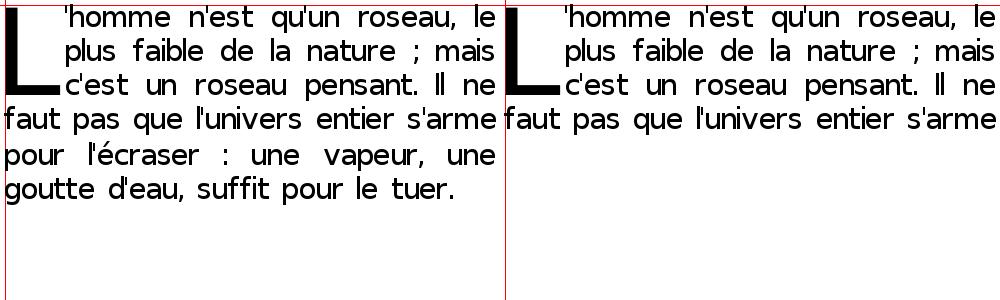 L'homme n'est qu'un roseau, le
plus faible de la nature ; mais
c'est un roseau pensant. Il ne
faut pas que l'univers entier s'arme
pour l'écraser : une vapeur, une
goutte d'eau, suffit pour le tuer.
L'homme n'est qu'un roseau, le
plus faible de la nature ; mais
c'est un roseau pensant. Il ne
faut pas que l'univers entier s'arme